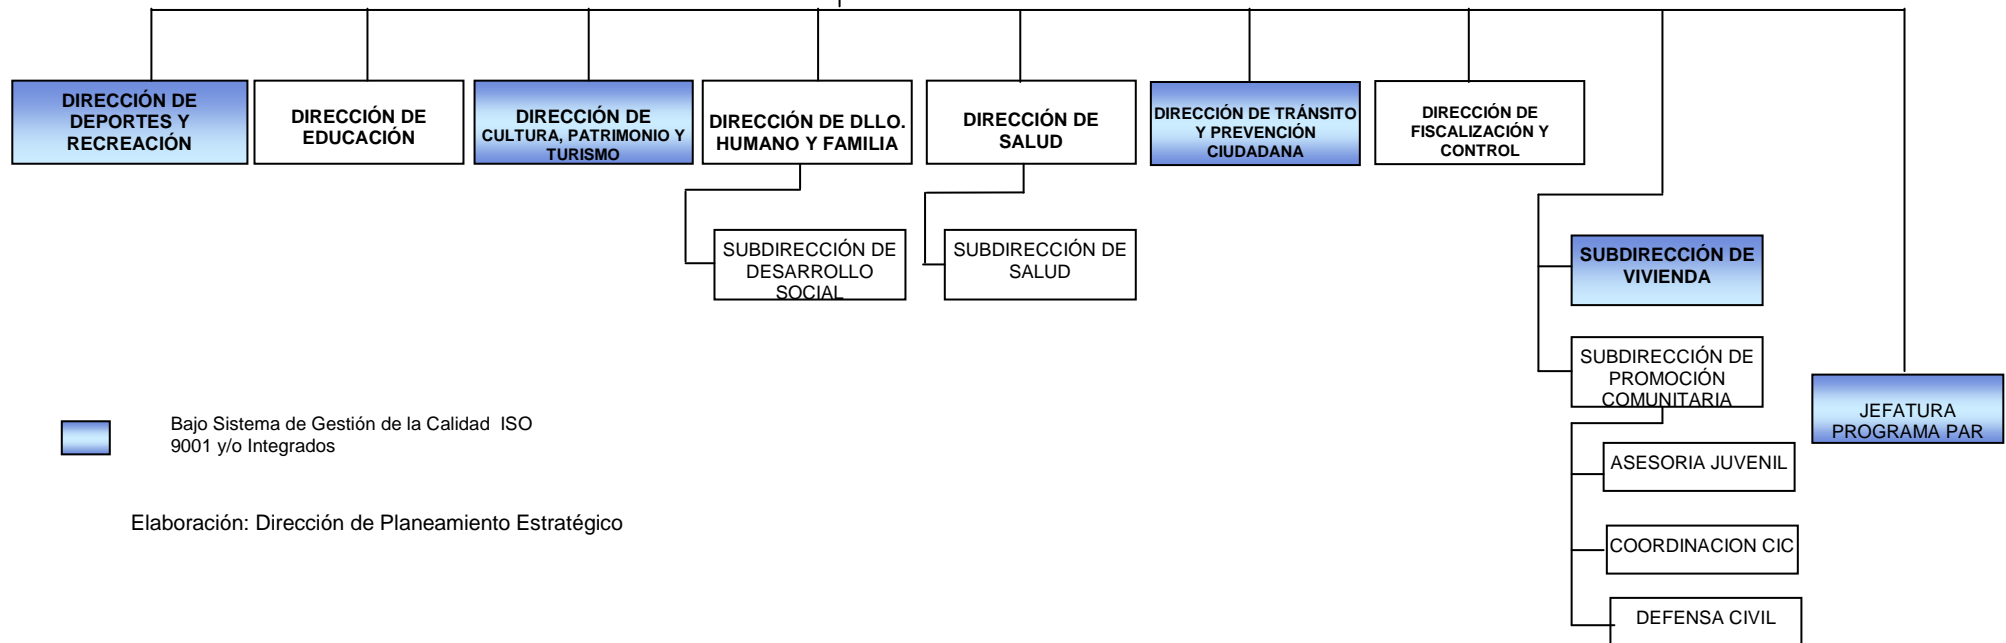 DIRECCIÓN DE
DEPORTES Y
RECREACIÓN
DIRECCIÓN DE
EDUCACIÓN
DIRECCIÓN DE
CULTURA, PATRIMONIO Y
TURISMO
DIRECCIÓN DE DLLO.
HUMANO Y FAMILIA
DIRECCIÓN DE
SALUD
DIRECCIÓN DE TRÁNSITO
Y PREVENCIÓN
CIUDADANA
DIRECCIÓN DE
FISCALIZACIÓN Y
CONTROL
SUBDIRECCIÓN DE
DESARROLLO
SOCIAL
SUBDIRECCIÓN DE
SALUD
SUBDIRECCIÓN DE
VIVIENDA
SUBDIRECCIÓN DE
PROMOCIÓN
COMUNITARIA
JEFATURA
PROGRAMA PAR
ASESORIA JUVENIL
COORDINACION CIC
DEFENSA CIVIL
Bajo Sistema de Gestión de la Calidad ISO
9001 y/o Integrados
Elaboración: Dirección de Planeamiento Estratégico